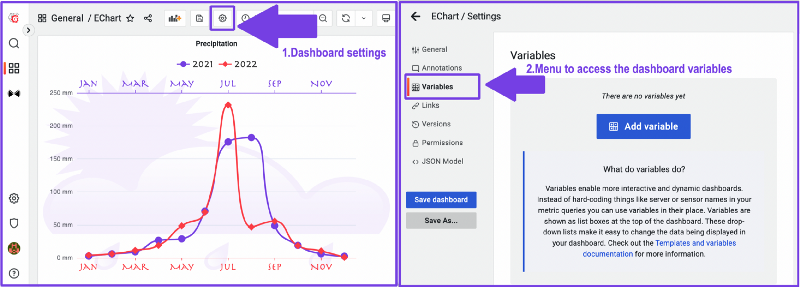 General / EChart
1.Dashboard settings
Precipitation
2021 2022
JAN MAR MAY JUL SEP NOV
250 mm
200 mm
150 mm
100 mm
50 mm
0 mm
JAN MAR MAY JUL SEP NOV
EChart / Settings
General
Annotations
Variables
Links
Versions
Permissions
JSON Model
Save dashboard
Save As...
Variables
2.Menu to access the dashboard variables
There are no variables yet
Add variable
What do variables do?
Variables enable more interactive and dynamic dashboards.
Instead of hard-coding things like server or sensor names in your
metric queries you can use variables in their place. Variables are
shown as list boxes at the top of the dashboard. These drop-
down lists make it easy to change the data being displayed in
your dashboard. Check out the Templates and variables
documentation for more information.